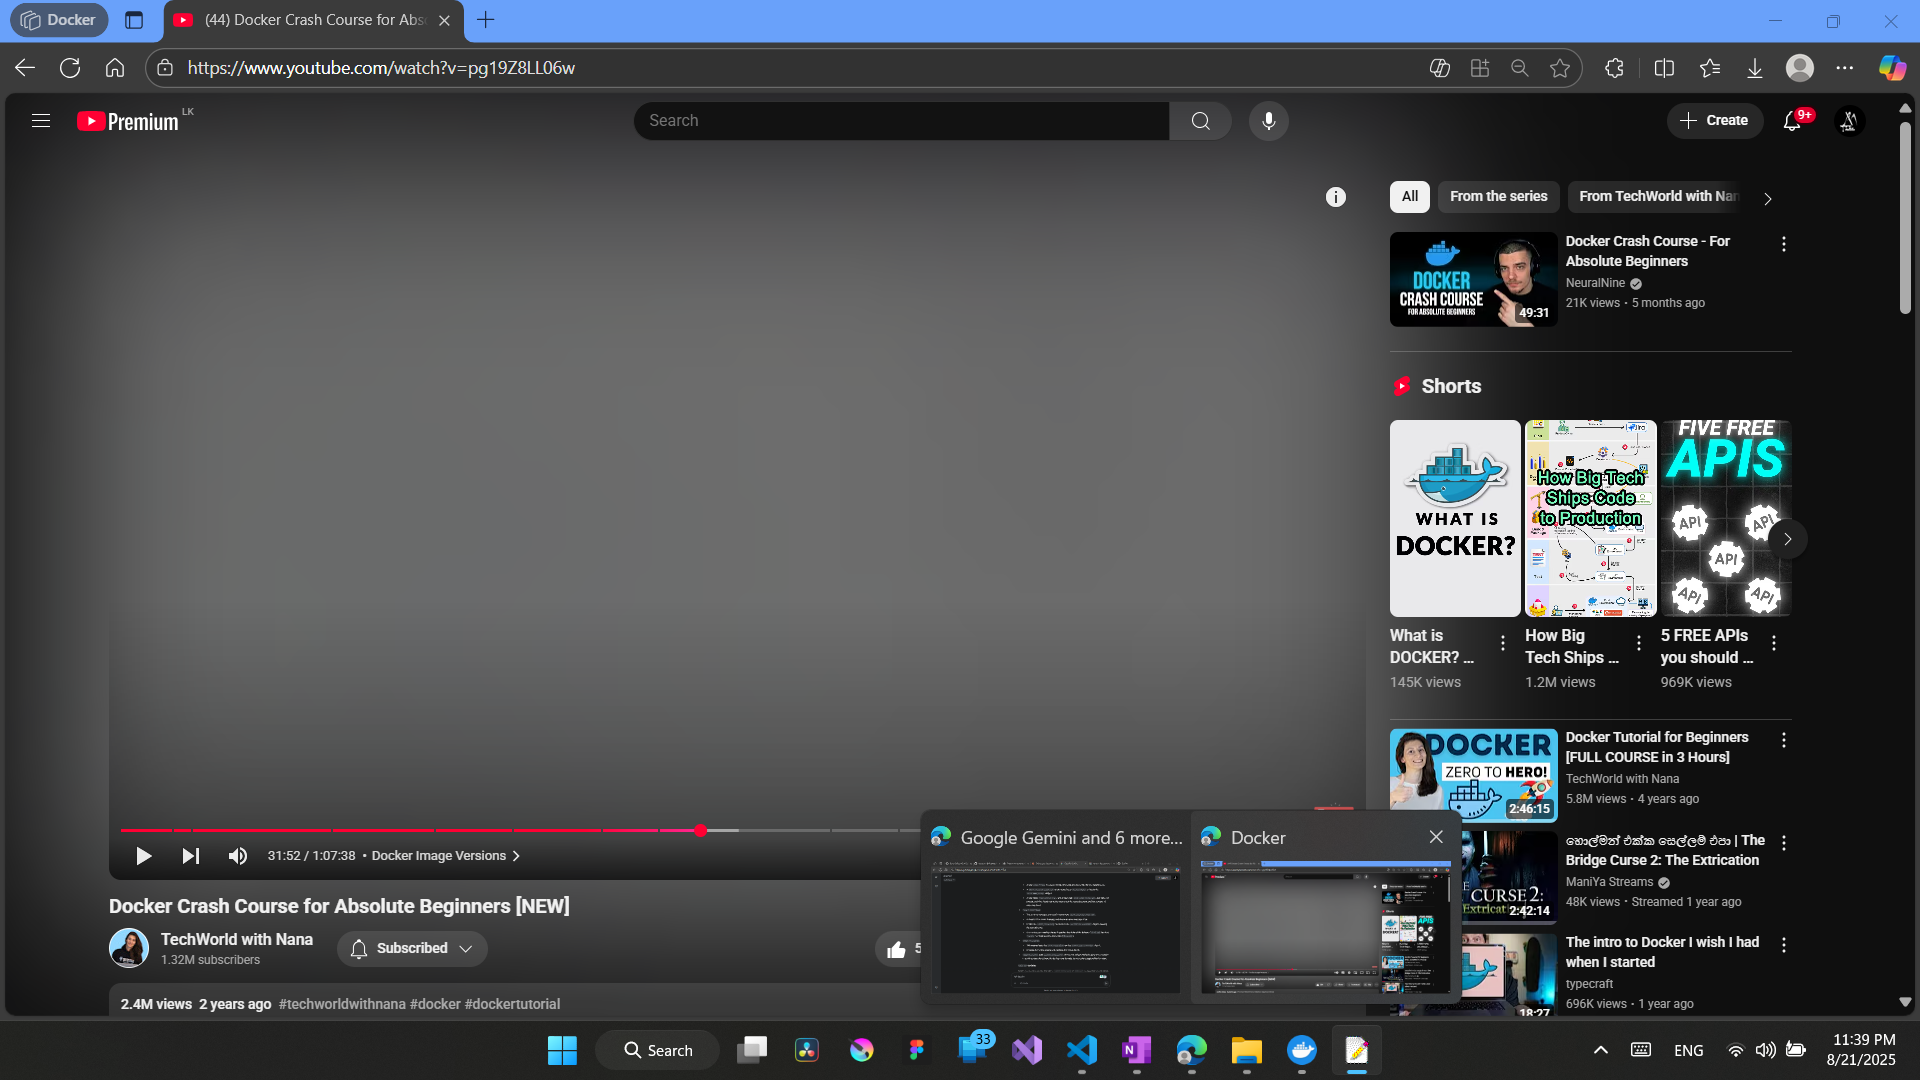 Docker
(44) Docker Crash Course for Abs
https://www.youtube.com/watch?v=pg19Z8LL06w
Premium LK
Search
Create
9+
All
From the series
From TechWorld with Nan
DOCKER
CRASH COURSE
FOR ABSOLUTE BEGINNERS
49:31
Docker Crash Course - For
Absolute Beginners
NeuralNine
21K views • 5 months ago
Shorts
WHAT IS
DOCKER?
How Big Tech
Ships Code
to Production
FIVE FREE
APIS
API
API
API
API
API
What is
DOCKER? ...
145K views
How Big
Tech Ships ...
1.2M views
5 FREE APIs
you should ...
969K views
DOCKER
ZERO TO HERO!
2:46:15
Docker Tutorial for Beginners
[FULL COURSE in 3 Hours]
TechWorld with Nana
5.8M views • 4 years ago
CURSE 2:
2:42:14
හොල්මන් එක්ක සෙල්ලම් එපා | The
Bridge Curse 2: The Extrication
ManiYa Streams
48K views • Streamed 1 year ago
18:27
The intro to Docker I wish I had
when I started
typecraft
696K views • 1 year ago
31:52 / 1:07:38 • Docker Image Versions
Docker Crash Course for Absolute Beginners [NEW]
TechWorld with Nana
1.32M subscribers
Subscribed
5
2.4M views 2 years ago #techworldwithnana #docker #dockertutorial
Google Gemini and 6 more...
Docker
Search
33
ENG
11:39 PM
8/21/2025